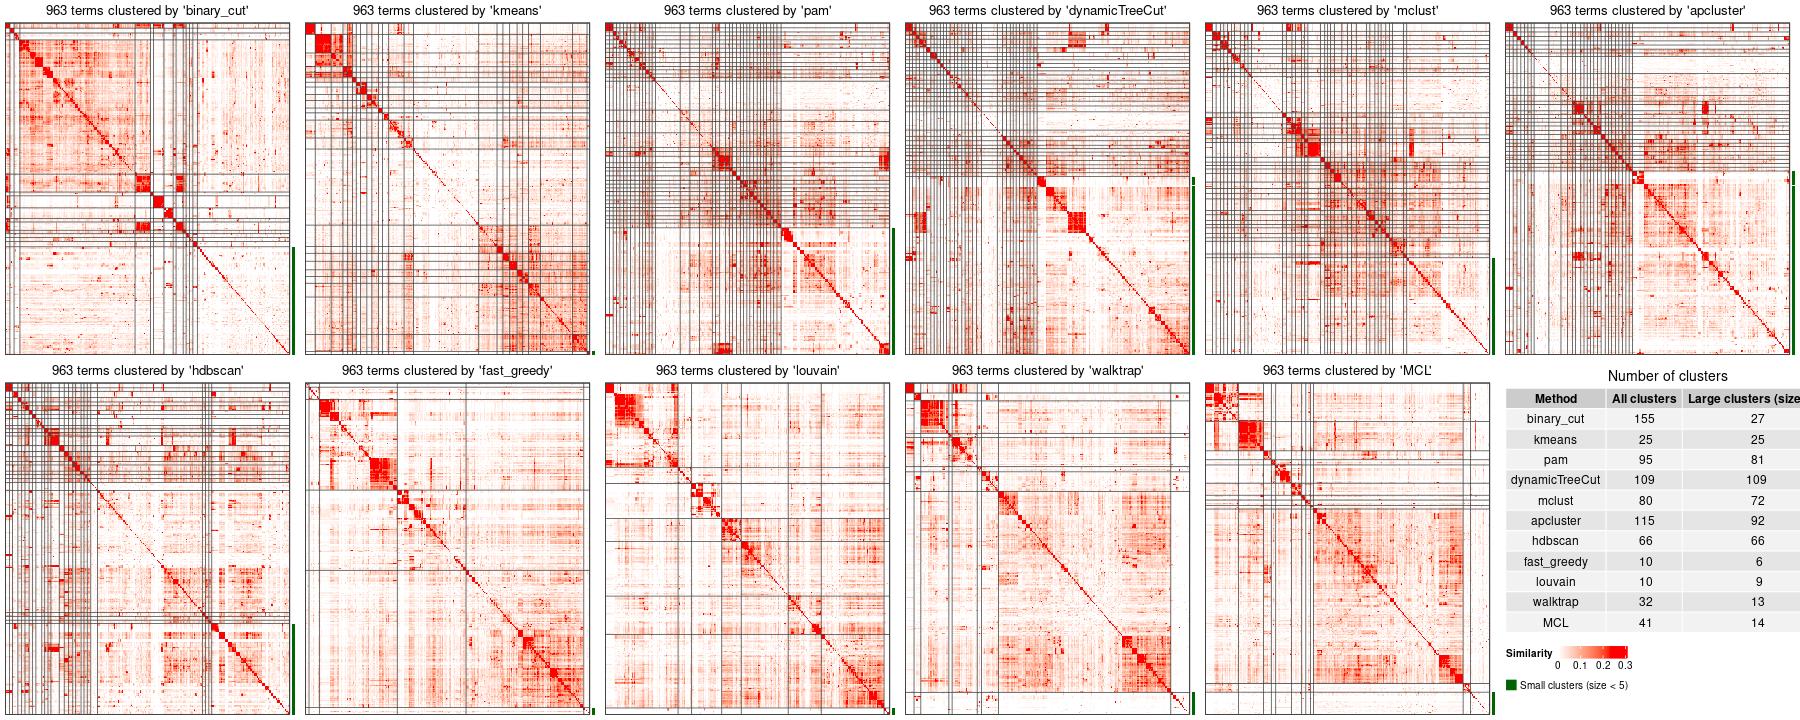 963 terms clustered by 'binary_cut'
963 terms clustered by 'kmeans'
963 terms clustered by 'pam'
963 terms clustered by 'dynamicTreeCut'
963 terms clustered by 'mclust'
963 terms clustered by 'apcluster'
963 terms clustered by 'hdbscan'
963 terms clustered by 'fast_greedy'
963 terms clustered by 'louvain'
963 terms clustered by 'walktrap'
963 terms clustered by 'MCL'
Number of clusters
Method All clusters Large clusters (size
binary_cut 155 27
kmeans 25 25
pam 95 81
dynamicTreeCut 109 109
mclust 80 72
apcluster 115 92
hdbscan 66 66
fast_greedy 10 6
louvain 10 9
walktrap 32 13
MCL 41 14
Similarity
0 0.1 0.2 0.3
Small clusters (size < 5)